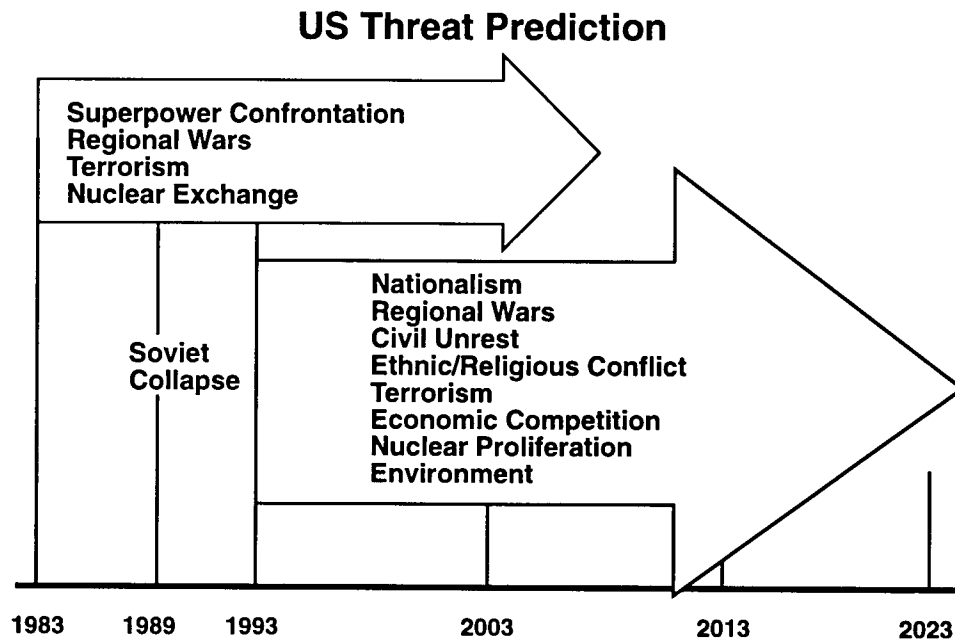 US Threat Prediction
Superpower Confrontation
Regional Wars
Terrorism
Nuclear Exchange
Nationalism
Regional Wars
Civil Unrest
Ethnic/Religious Conflict
Terrorism
Economic Competition
Nuclear Proliferation
Environment
Soviet
Collapse
1983 1989 1993 2003 2013 2023